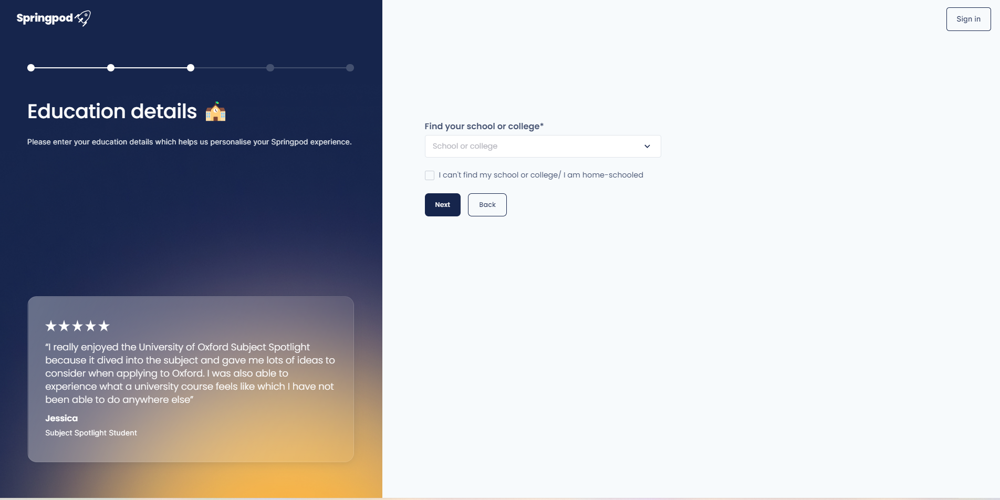 Springpod
Sign in
Education details
Please enter your education details which helps us personalise your Springpod experience.
Find your school or college*
School or college
I can't find my school or college/ I am home-schooled
Next
Back
“I really enjoyed the University of Oxford Subject Spotlight
because it dived into the subject and gave me lots of ideas to
consider when applying to Oxford. I was also able to
experience what a university course feels like which I have not
been able to do anywhere else”
Jessica
Subject Spotlight Student